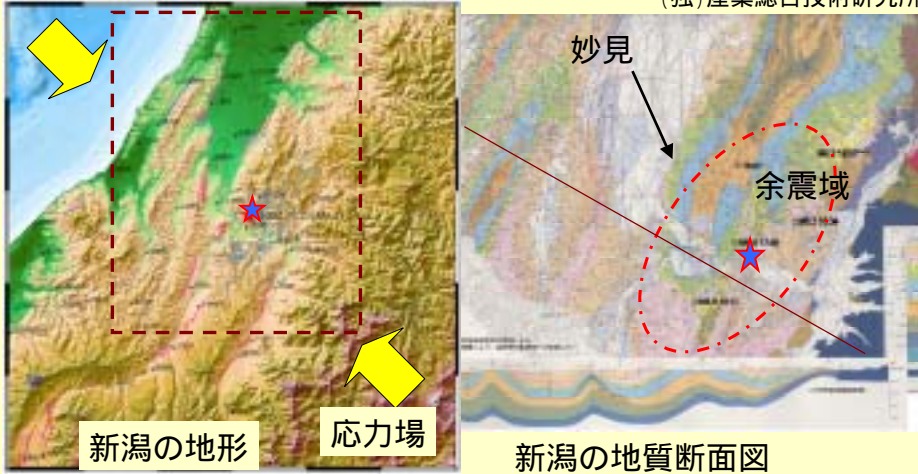 (独)産業総合技術研究所
妙見
余震域
応力場
新潟の地形
新潟の地質断面図